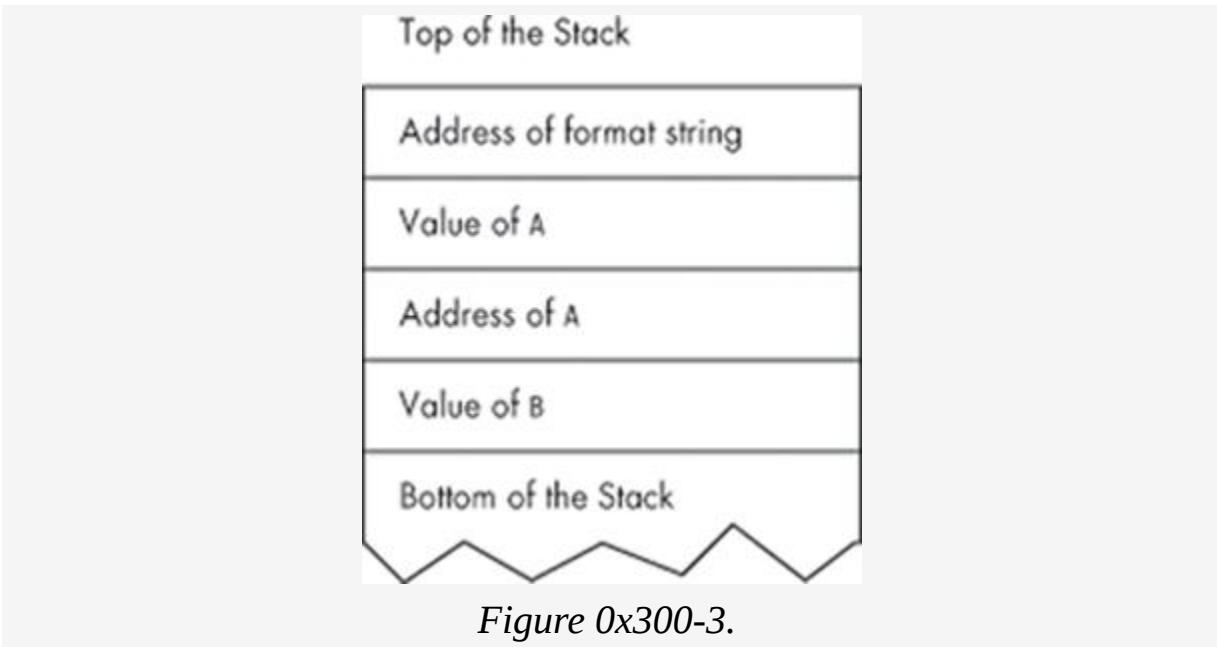 Top of the Stack
Address of format string
Value of A
Address of A
Value of B
Bottom of the Stack
Figure 0x300-3.